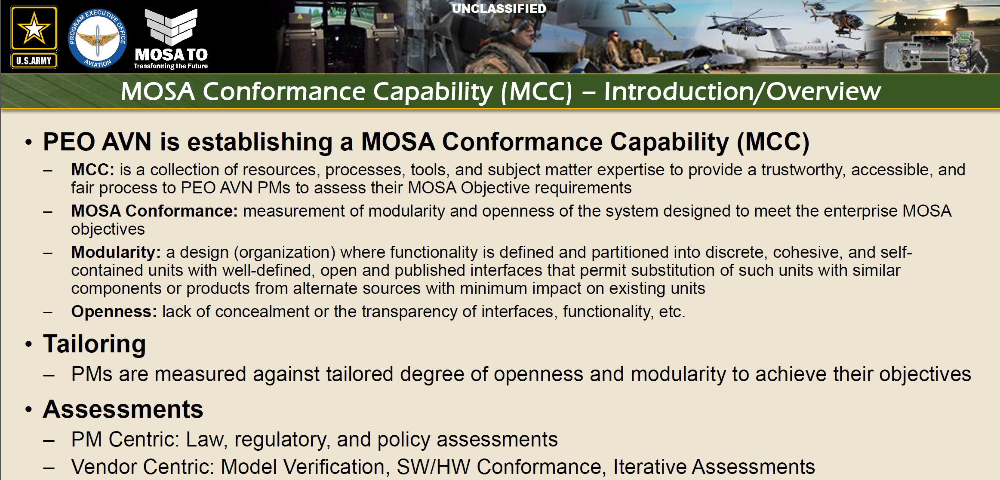 UNCLASSIFIED
PROGRAM EXECUTIVE OFFICE
AVIATION
U.S.ARMY
MOSA TO
Transforming the Future
MOSA Conformance Capability (MCC) – Introduction/Overview
• PEO AVN is establishing a MOSA Conformance Capability (MCC)
– MCC: is a collection of resources, processes, tools, and subject matter expertise to provide a trustworthy, accessible, and
fair process to PEO AVN PMs to assess their MOSA Objective requirements
– MOSA Conformance: measurement of modularity and openness of the system designed to meet the enterprise MOSA
objectives
– Modularity: a design (organization) where functionality is defined and partitioned into discrete, cohesive, and self-
contained units with well-defined, open and published interfaces that permit substitution of such units with similar
components or products from alternate sources with minimum impact on existing units
– Openness: lack of concealment or the transparency of interfaces, functionality, etc.
• Tailoring
– PMs are measured against tailored degree of openness and modularity to achieve their objectives
• Assessments
– PM Centric: Law, regulatory, and policy assessments
– Vendor Centric: Model Verification, SW/HW Conformance, Iterative Assessments